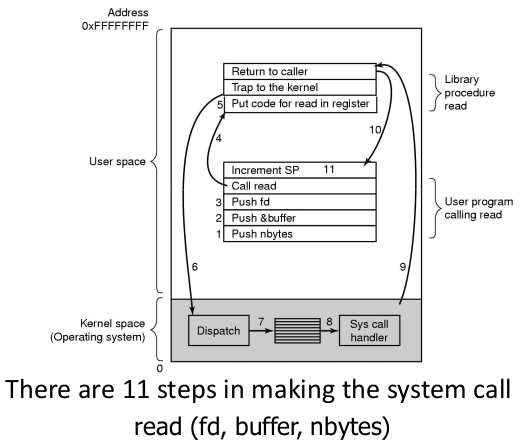 Address
0xFFFFFFFF
Return to caller
Trap to the kernel
5 Put code for read in register
Library
procedure
read
4
10
User space
Increment SP 11
Call read
3 Push fd
2 Push &buffer
1 Push nbytes
User program
calling read
6
9
Kernel space
(Operating system)
Dispatch
7
8
Sys call
handler
0
There are 11 steps in making the system call
read (fd, buffer, nbytes)